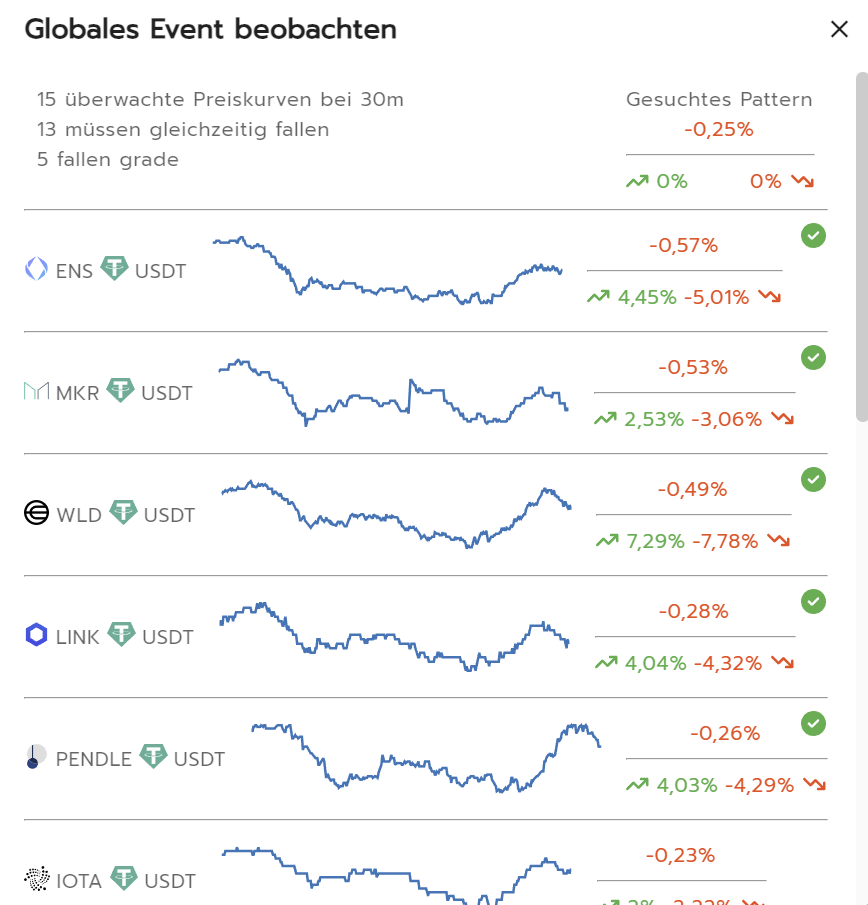 Globales Event beobachten
15 überwachte Preiskurven bei 30m
13 müssen gleichzeitig fallen
5 fallen grade
Gesuchtes Pattern
-0,25%
0% 0%
ENS USDT
-0,57%
4,45% -5,01%
MKR USDT
-0,53%
2,53% -3,06%
WLD USDT
-0,49%
7,29% -7,78%
LINK USDT
-0,28%
4,04% -4,32%
PENDLE USDT
-0,26%
4,03% -4,29%
IOTA USDT
-0,23%